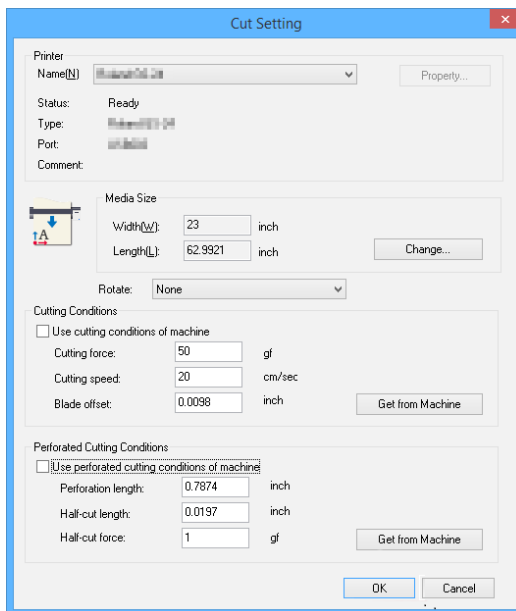 Cut Setting
Printer
Name(N)
Property...
Status: Ready
Type:
Port:
Comment:
A
Media Size
Width(W): 23 inch
Length(L): 62.9921 inch
Change...
Rotate: None
Cutting Conditions
Use cutting conditions of machine
Cutting force: 50 gf
Cutting speed: 20 cm/sec
Blade offset: 0.0098 inch
Get from Machine
Perforated Cutting Conditions
Use perforated cutting conditions of machine
Perforation length: 0.7874 inch
Half-cut length: 0.0197 inch
Half-cut force: 1 gf
Get from Machine
OK Cancel